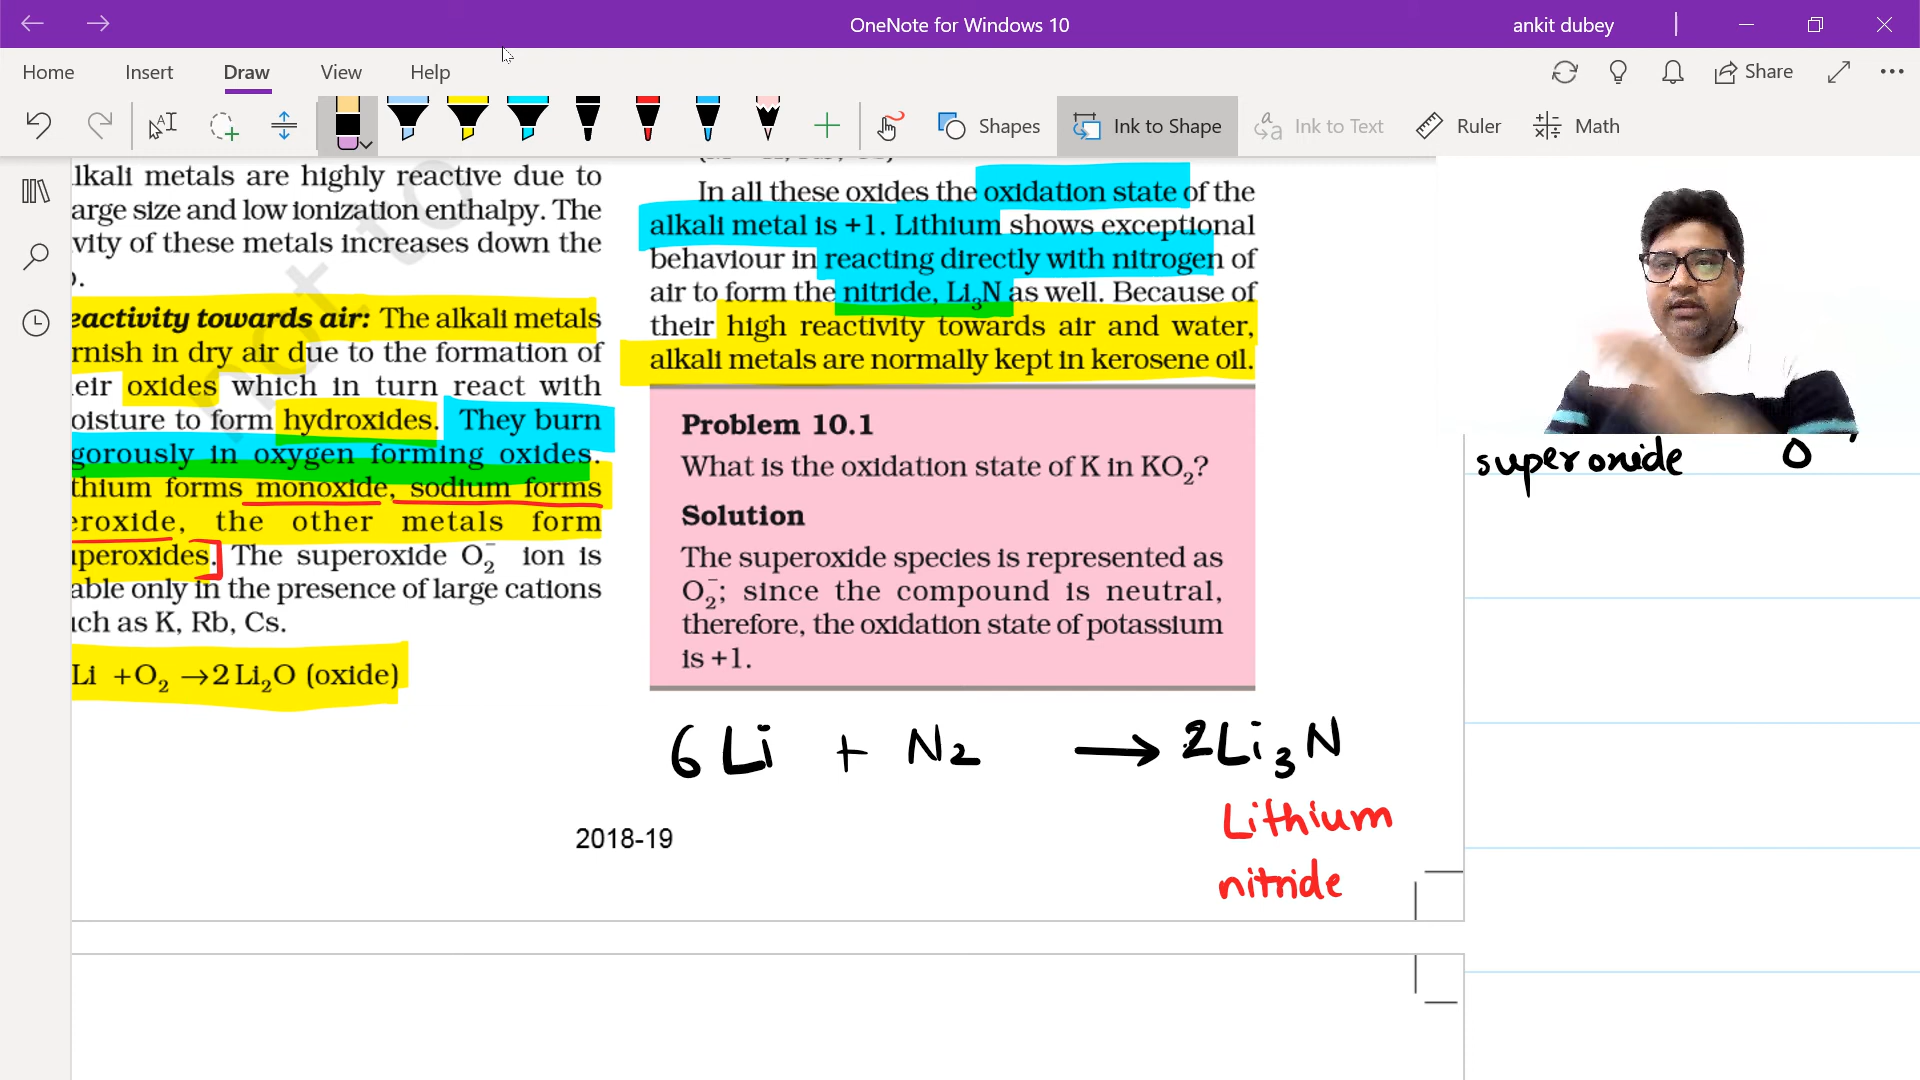 OneNote for Windows 10
ankit dubey
Home Insert Draw View Help
Share
Shapes Ink to Shape Ink to Text Ruler Math
lkali metals are highly reactive due to
arge size and low ionization enthalpy. The
vity of these metals increases down the
).
eactivity towards air: The alkali metals
rnish in dry air due to the formation of
eir oxides which in turn react with
oisture to form hydroxides. They burn
gorously in oxygen forming oxides.
thium forms monoxide, sodium forms
eroxide, the other metals form
uperoxides. The superoxide O₂⁻ ion is
able only in the presence of large cations
uch as K, Rb, Cs.
Li +O₂ →2 Li₂O (oxide)
not to
In all these oxides the oxidation state of the
alkali metal is +1. Lithium shows exceptional
behaviour in reacting directly with nitrogen of
air to form the nitride, Li₃N as well. Because of
their high reactivity towards air and water,
alkali metals are normally kept in kerosene oil.
Problem 10.1
What is the oxidation state of K in KO₂?
Solution
The superoxide species is represented as
O₂⁻; since the compound is neutral,
therefore, the oxidation state of potassium
is +1.
6 Li + N₂ → 2Li₃N
Lithium
nitride
2018-19
superoxide O